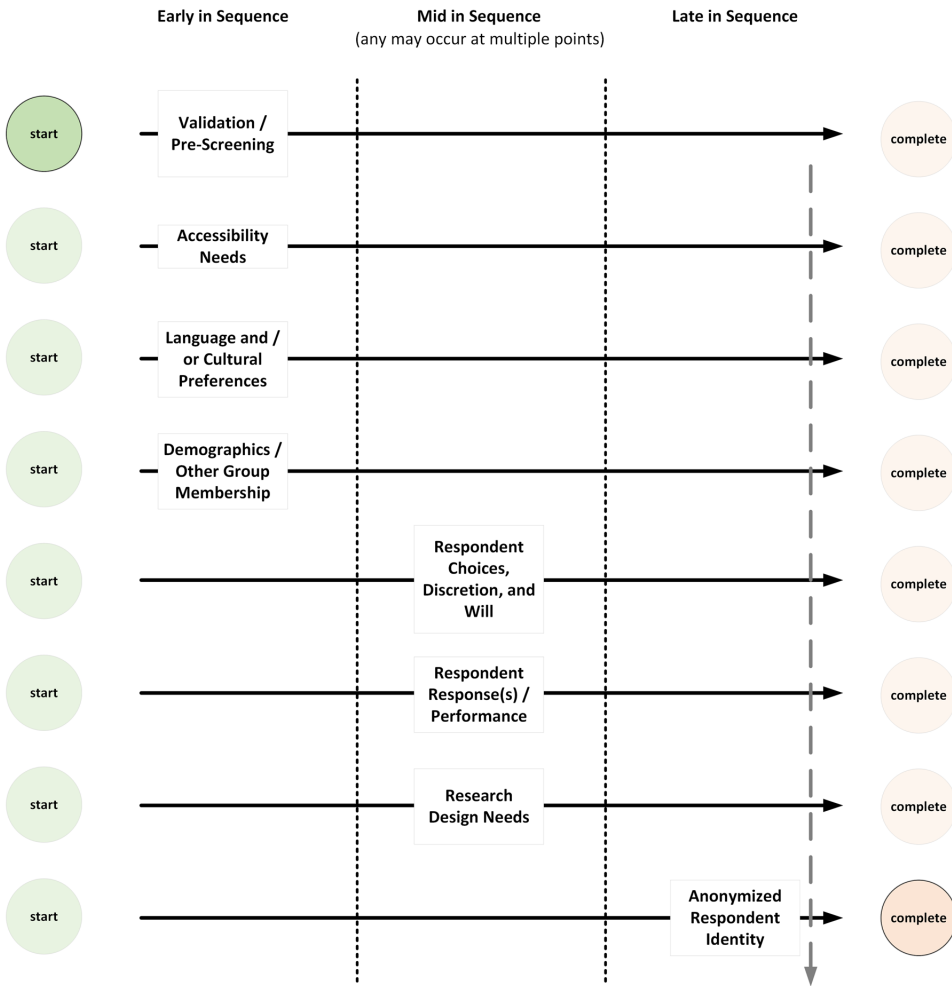 Early in Sequence
Mid in Sequence
(any may occur at multiple points)
Late in Sequence
start
Validation /
Pre-Screening
complete
start
Accessibility
Needs
complete
start
Language and /
or Cultural
Preferences
complete
start
Demographics /
Other Group
Membership
complete
start
Respondent
Choices,
Discretion, and
Will
complete
start
Respondent
Response(s) /
Performance
complete
start
Research
Design Needs
complete
start
Anonymized
Respondent
Identity
complete